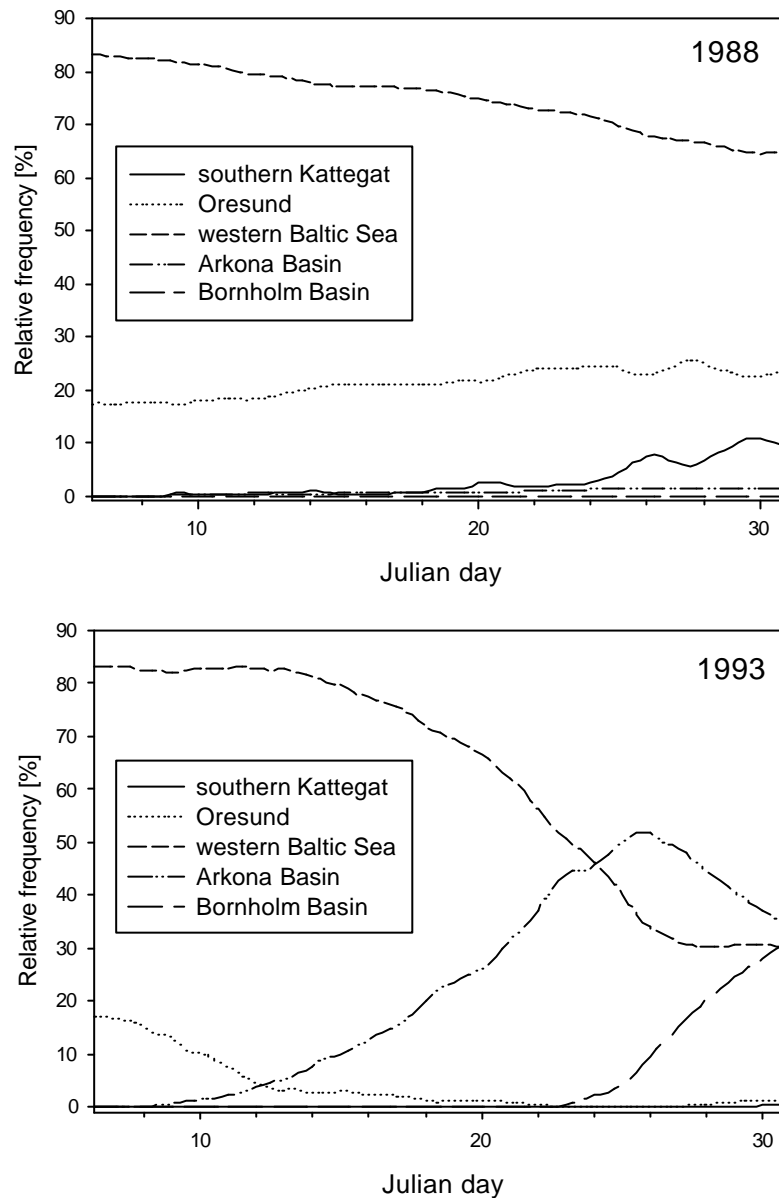 90
1988
80
70
60
50
40
30
20
10
0
Relative frequency [%]
southern Kattegat
Oresund
western Baltic Sea
Arkona Basin
Bornholm Basin
10
20
30
Julian day
90
1993
80
70
60
50
40
30
20
10
0
Relative frequency [%]
southern Kattegat
Oresund
western Baltic Sea
Arkona Basin
Bornholm Basin
10
20
30
Julian day